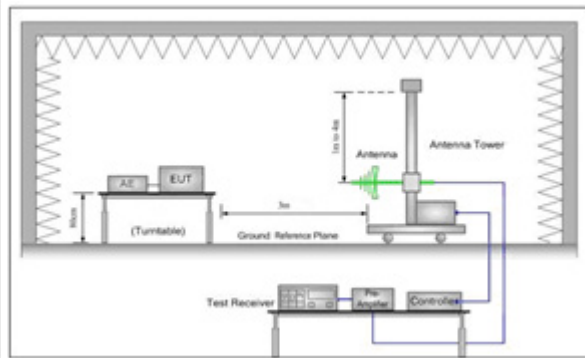 1m to 4m
Antenna
Antenna Tower
AE
EUT
80cm
3m
(Turntable)
Ground Reference Plane
Test Receiver
Pre-
Amplifier
Controller